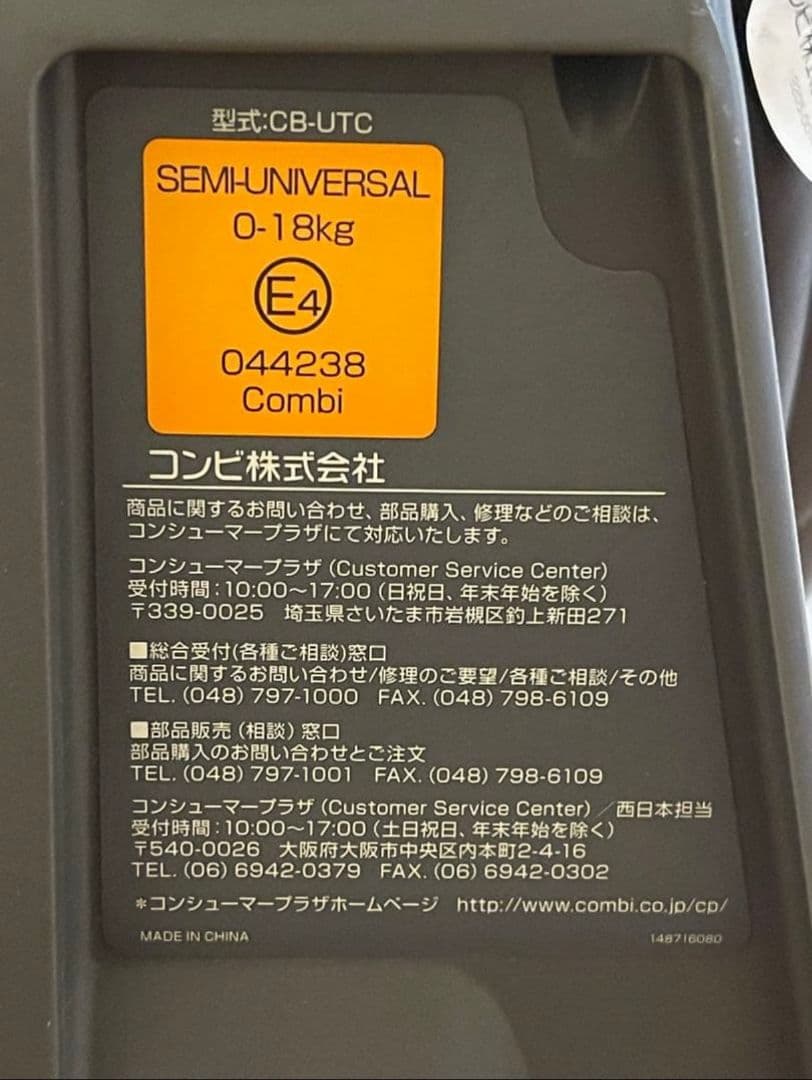 型式:CB-UTC
SEMI-UNIVERSAL
0-18kg
E4
044238
Combi
コンビ株式会社
商品に関するお問い合わせ、部品購入、修理などのご相談は、
コンシューマープラザにて対応いたします。
コンシューマープラザ（Customer Service Center）
受付時間：10:00～17:00（日祝日、年末年始を除く）
〒339-0025 埼玉県さいたま市岩槻区釣上新田271
■総合受付(各種ご相談)窓口
商品に関するお問い合わせ/修理のご要望/各種ご相談/その他
TEL.（048）797-1000 FAX.（048）798-6109
■部品販売（相談）窓口
部品購入のお問い合わせとご注文
TEL.（048）797-1001 FAX.（048）798-6109
コンシューマープラザ（Customer Service Center）／西日本担当
受付時間：10:00～17:00（土日祝日、年末年始を除く）
〒540-0026 大阪府大阪市中央区内本町2-4-16
TEL.（06）6942-0379 FAX.（06）6942-0302
＊コンシューマープラザホームページ http://www.combi.co.jp/cp/
MADE IN CHINA 148716080